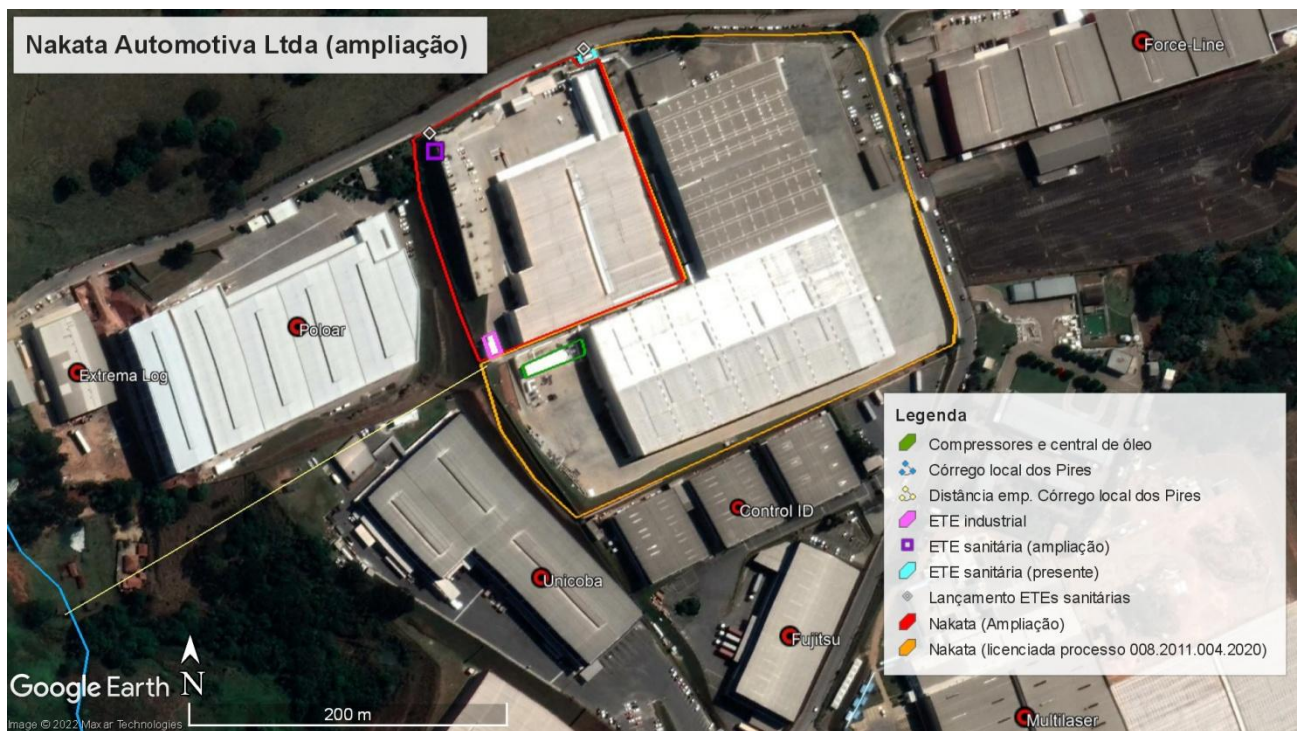 Nakata Automotiva Ltda (ampliação)
Force-Line
Poloar
Extrema Log
Control ID
Unicoba
Fujitsu
Multilaser
Legenda
Compressores e central de óleo
Córrego local dos Pires
Distância emp. Córrego local dos Pires
ETE industrial
ETE sanitária (ampliação)
ETE sanitária (presente)
Lançamento ETEs sanitárias
Nakata (Ampliação)
Nakata (licenciada processo 008.2011.004.2020)
Google Earth
N
200 m
Image © 2022 Maxar Technologies